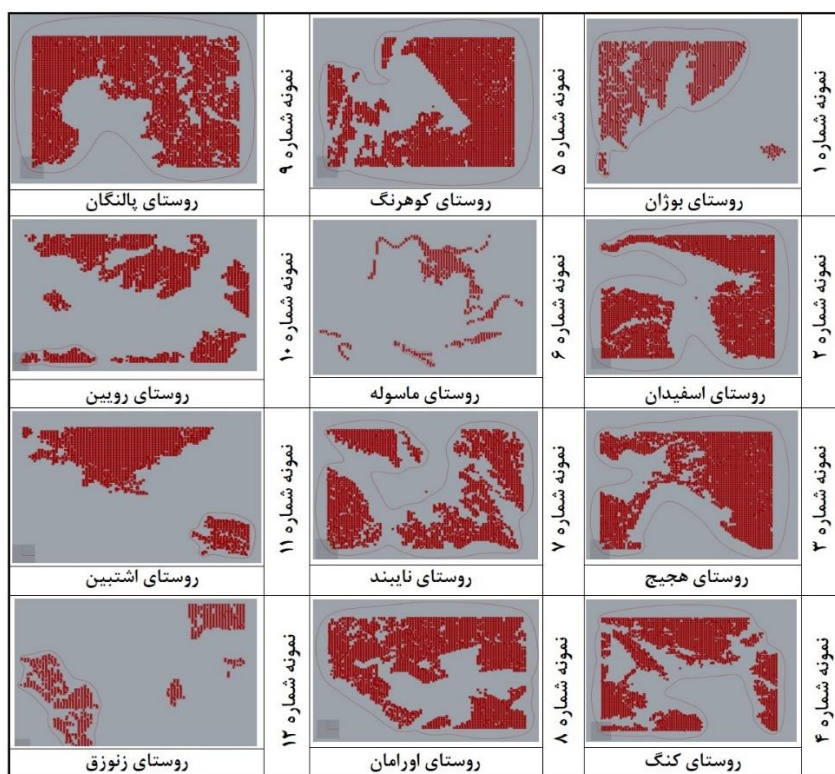 نمونه شماره ۱
روستای بوژان
نمونه شماره ۵
روستای کوهرنگ
نمونه شماره ۹
روستای پالنگان
نمونه شماره ۲
روستای اسفیدان
نمونه شماره ۶
روستای ماسوله
نمونه شماره ۱۰
روستای رویین
نمونه شماره ۳
روستای هجیج
نمونه شماره ۷
روستای نایبند
نمونه شماره ۱۱
روستای اشتبین
نمونه شماره ۴
روستای کنگ
نمونه شماره ۸
روستای اورامان
نمونه شماره ۱۲
روستای زنوزق